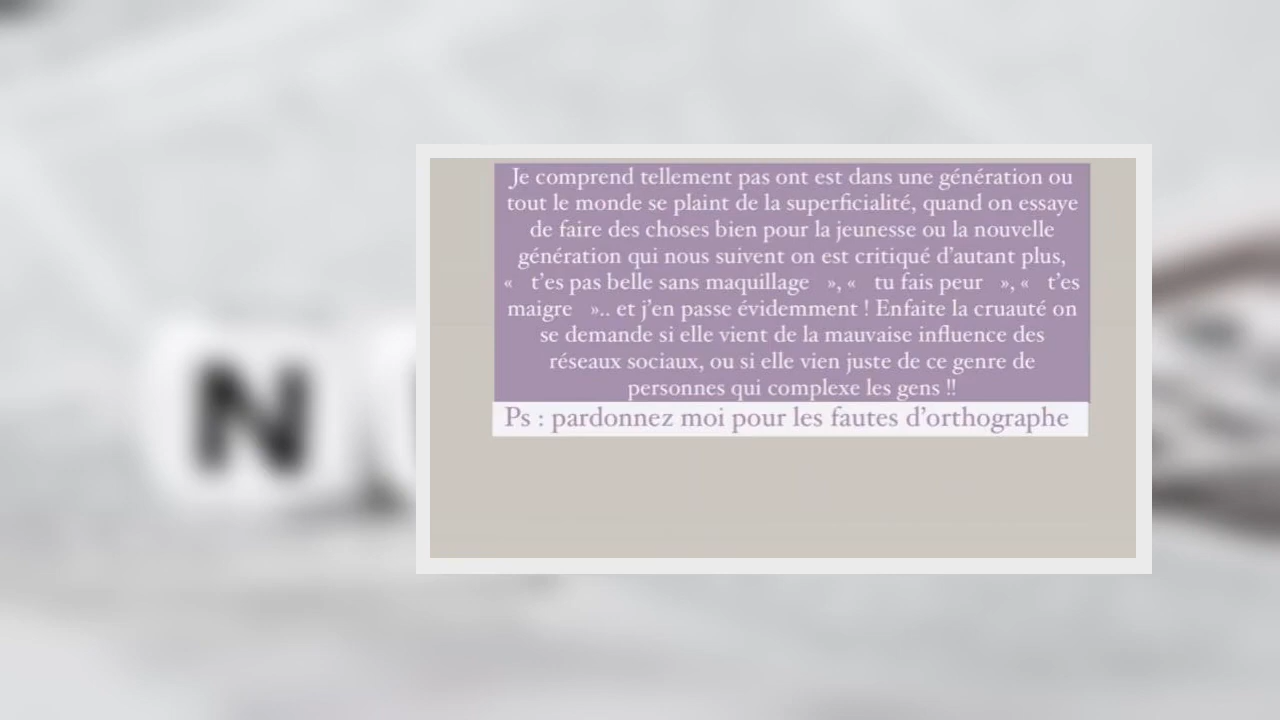 Je comprend tellement pas ont est dans une génération ou
tout le monde se plaint de la superficialité, quand on essaye
de faire des choses bien pour la jeunesse ou la nouvelle
génération qui nous suivent on est critiqué d'autant plus,
«   t'es pas belle sans maquillage   », «   tu fais peur   », «   t'es
maigre   ».. et j'en passe évidemment ! Enfaite la cruauté on
se demande si elle vient de la mauvaise influence des
réseaux sociaux, ou si elle vien juste de ce genre de
personnes qui complexe les gens !!
Ps : pardonnez moi pour les fautes d'orthographe
N